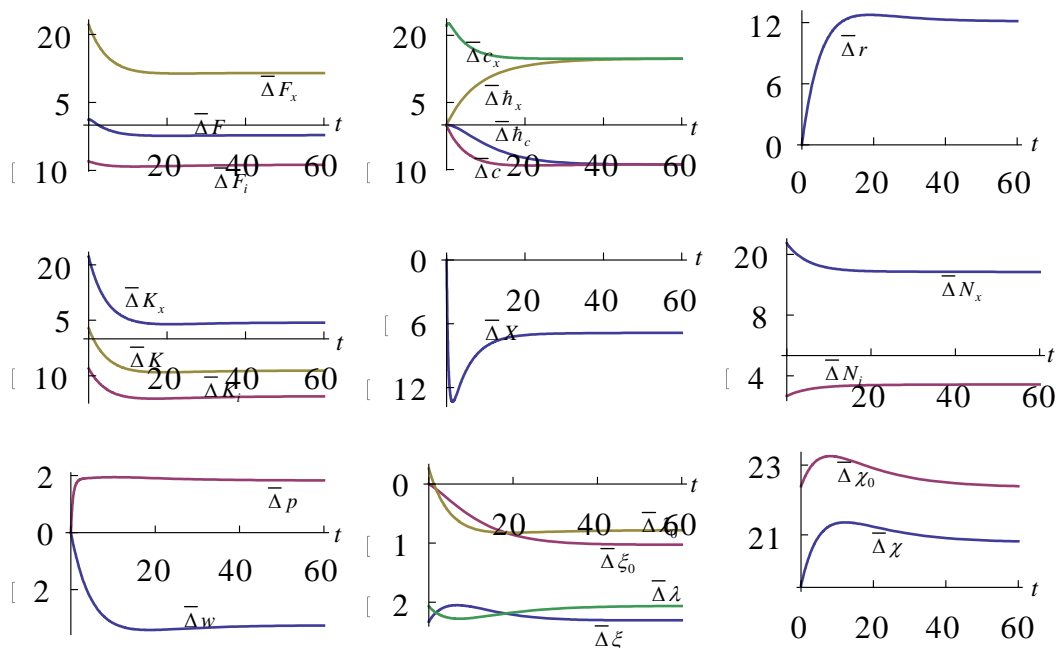 20
5
[ 10
20 40 60
t
Δ̅ F_x
Δ̅ F
Δ̅ F_i
20
5
[ 10
20 40 60
t
Δ̅ c_x
Δ̅ ħ_x
Δ̅ ħ_c
Δ̅ c
12
6
0
0 20 40 60
t
Δ̅ r
20
5
[ 10
20 40 60
t
Δ̅ K_x
Δ̅ K
Δ̅ K_i
0
[ 6
12
20 40 60
t
Δ̅ X
20
8
[ 4
20 40 60
t
Δ̅ N_x
Δ̅ N_i
2
0
[ 2
20 40 60
t
Δ̅ p
Δ̅ w
0
[ 1
[ 2
20 40 60
t
Δ̅ λ_0
Δ̅ ξ_0
Δ̅ λ
Δ̅ ξ
23
21
0 20 40 60
t
Δ̅ χ_0
Δ̅ χ